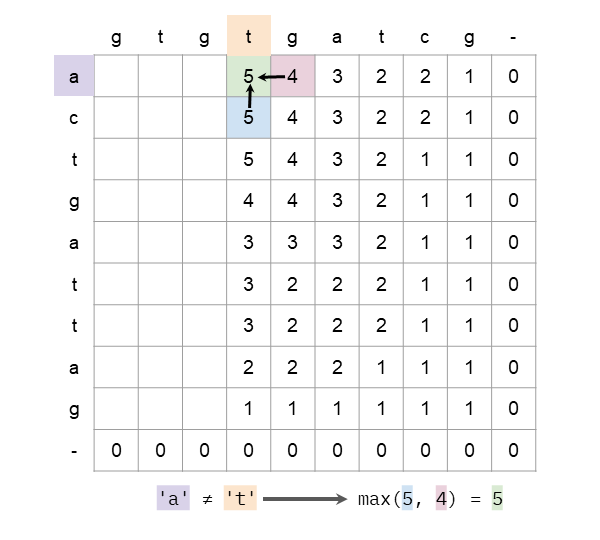 g t g t g a t c g -
a 5 4 3 2 2 1 0
c 5 4 3 2 2 1 0
t 5 4 3 2 1 1 0
g 4 4 3 2 1 1 0
a 3 3 3 2 1 1 0
t 3 2 2 2 1 1 0
t 3 2 2 2 1 1 0
a 2 2 2 1 1 1 0
g 1 1 1 1 1 1 0
- 0 0 0 0 0 0 0 0 0 0
'a' ≠ 't' → max(5, 4) = 5